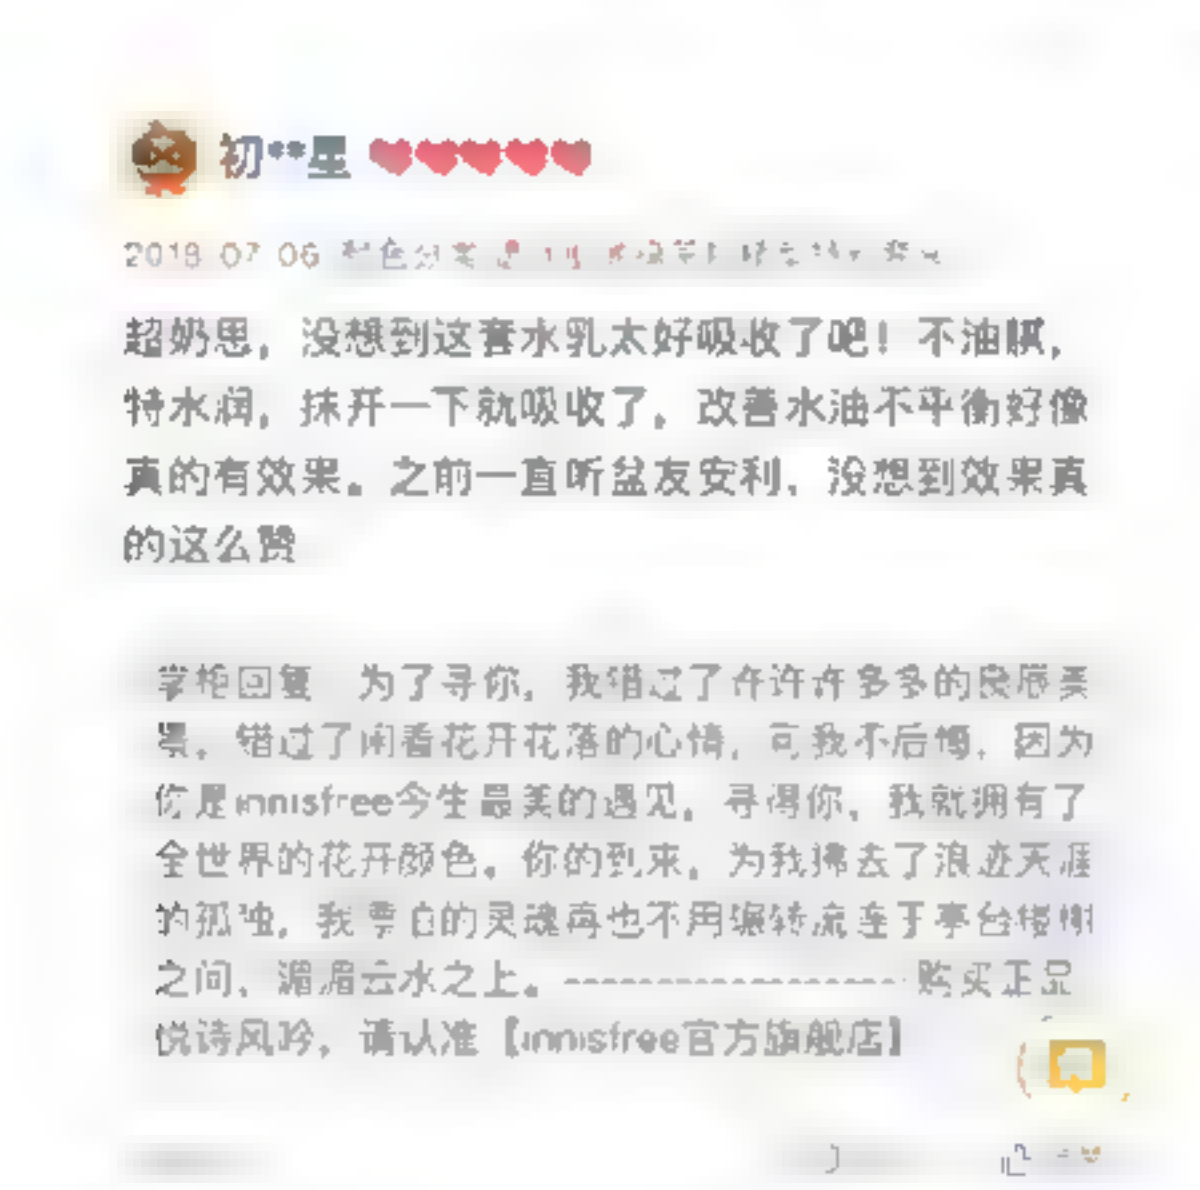 初**星
2018 07 06
超奶思，没想到这套水乳太好吸收了吧！不油腻，
特水润，抹开一下就吸收了，改善水油不平衡好像
真的有效果。之前一直听盆友安利，没想到效果真
的这么赞
掌柜回复 为了寻你，我错过了许许许多多的良辰美
景，错过了闲看花开花落的心情，可我不后悔，因为
你是innisfree今生最美的遇见，寻得你，我就拥有了
全世界的花开颜色。你的到来，为我拂去了浪迹天涯
的孤独，我漂泊的灵魂再也不用辗转流连于亭台楼榭
之间、湄湄云水之上。------------------购买正品
悦诗风吟，请认准【innisfree官方旗舰店】